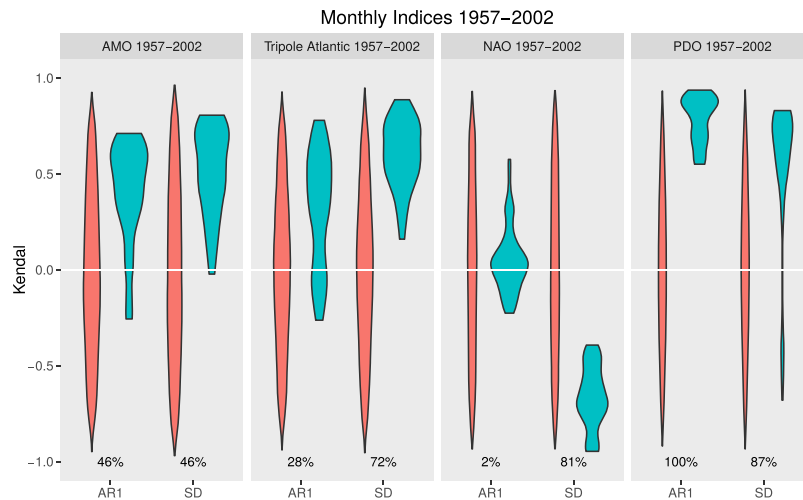 Monthly Indices 1957−2002
AMO 1957−2002
Tripole Atlantic 1957−2002
NAO 1957−2002
PDO 1957−2002
Kendal
1.0
0.5
0.0
−0.5
−1.0
46%
46%
28%
72%
2%
81%
100%
87%
AR1
SD
AR1
SD
AR1
SD
AR1
SD